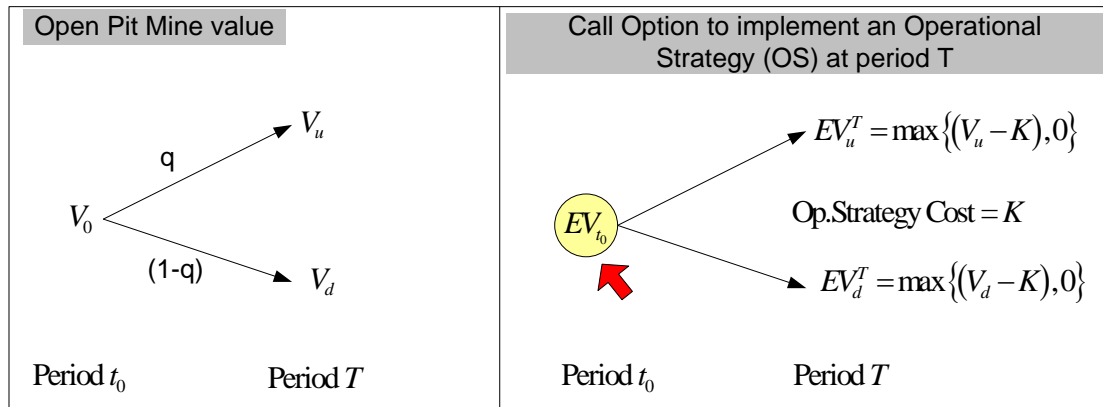 Open Pit Mine value
V_u
q
V_0
(1-q)
V_d
Period t_0
Period T
Call Option to implement an Operational
Strategy (OS) at period T
EV_u^T = max{(V_u − K),0}
EV_{t_0}
Op.Strategy Cost = K
EV_d^T = max{(V_d − K),0}
Period t_0
Period T